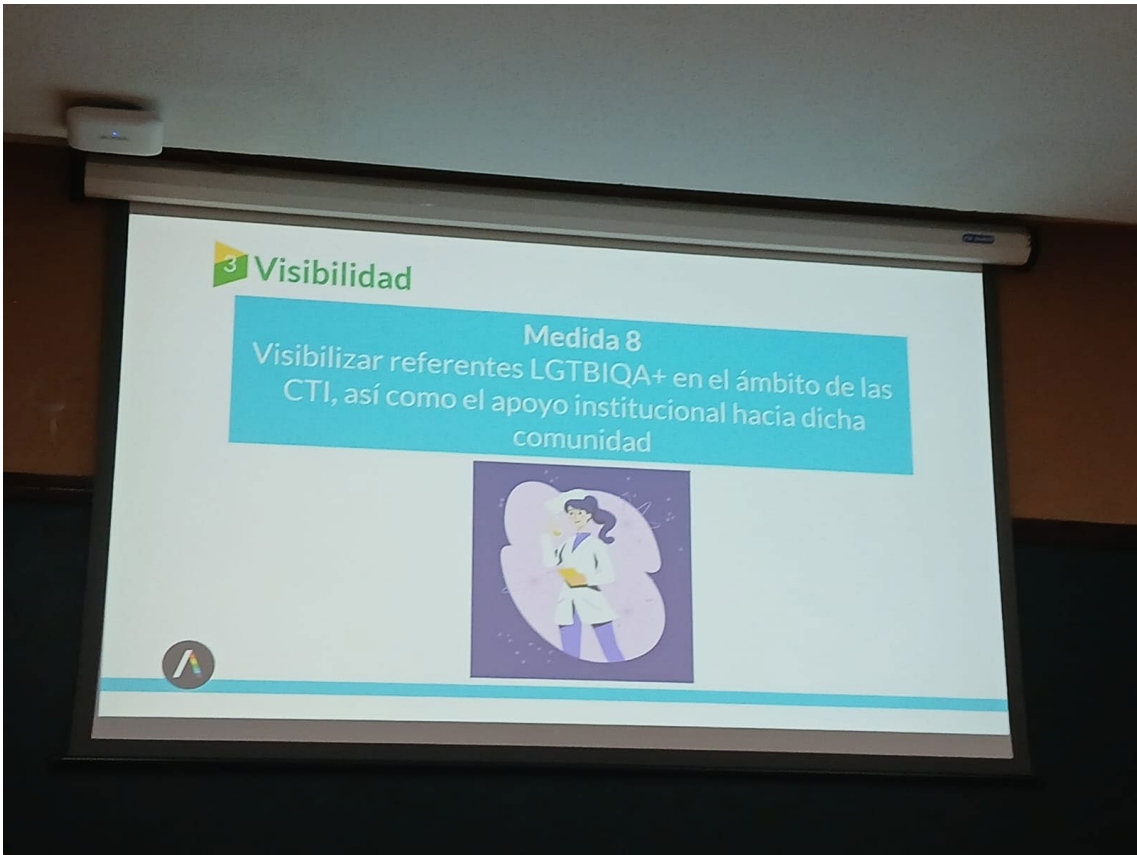 3 Visibilidad
Medida 8
Visibilizar referentes LGTBIQA+ en el ámbito de las
CTI, así como el apoyo institucional hacia dicha
comunidad